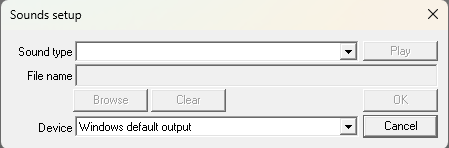 Sounds setup
Sound type Play
File name
Browse Clear OK
Device Windows default output Cancel